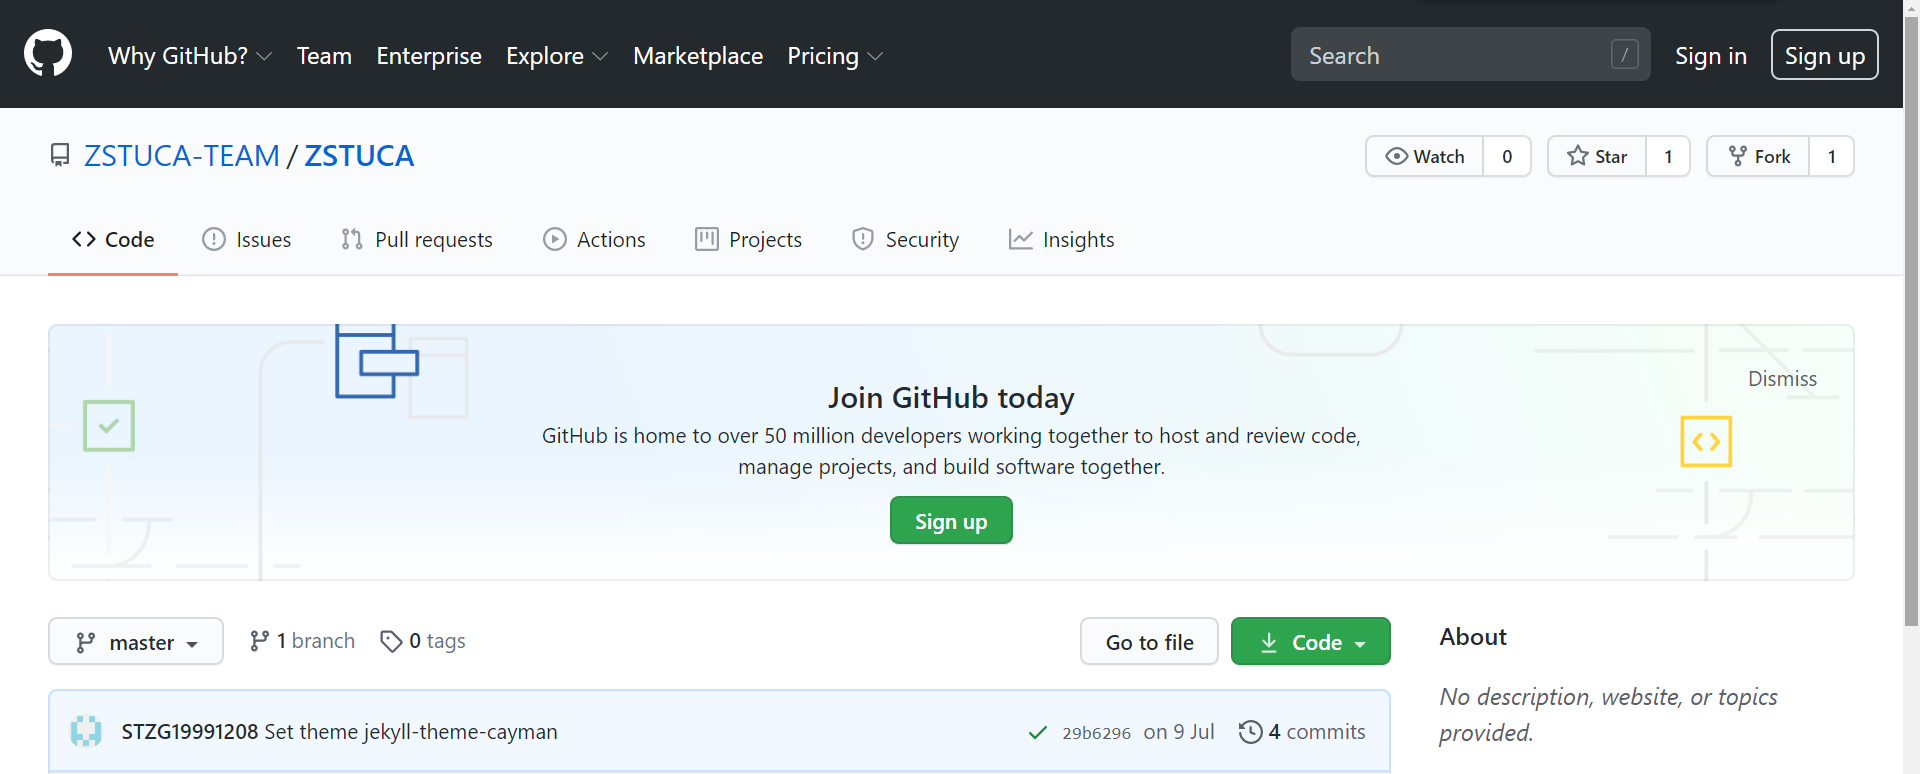 Why GitHub? Team Enterprise Explore Marketplace Pricing Search / Sign in Sign up
ZSTUCA-TEAM / ZSTUCA Watch 0 Star 1 Fork 1
Code Issues Pull requests Actions Projects Security Insights
Dismiss
Join GitHub today
GitHub is home to over 50 million developers working together to host and review code,
manage projects, and build software together.
Sign up
master 1 branch 0 tags Go to file Code
About
No description, website, or topics
provided.
STZG19991208 Set theme jekyll-theme-cayman 29b6296 on 9 Jul 4 commits